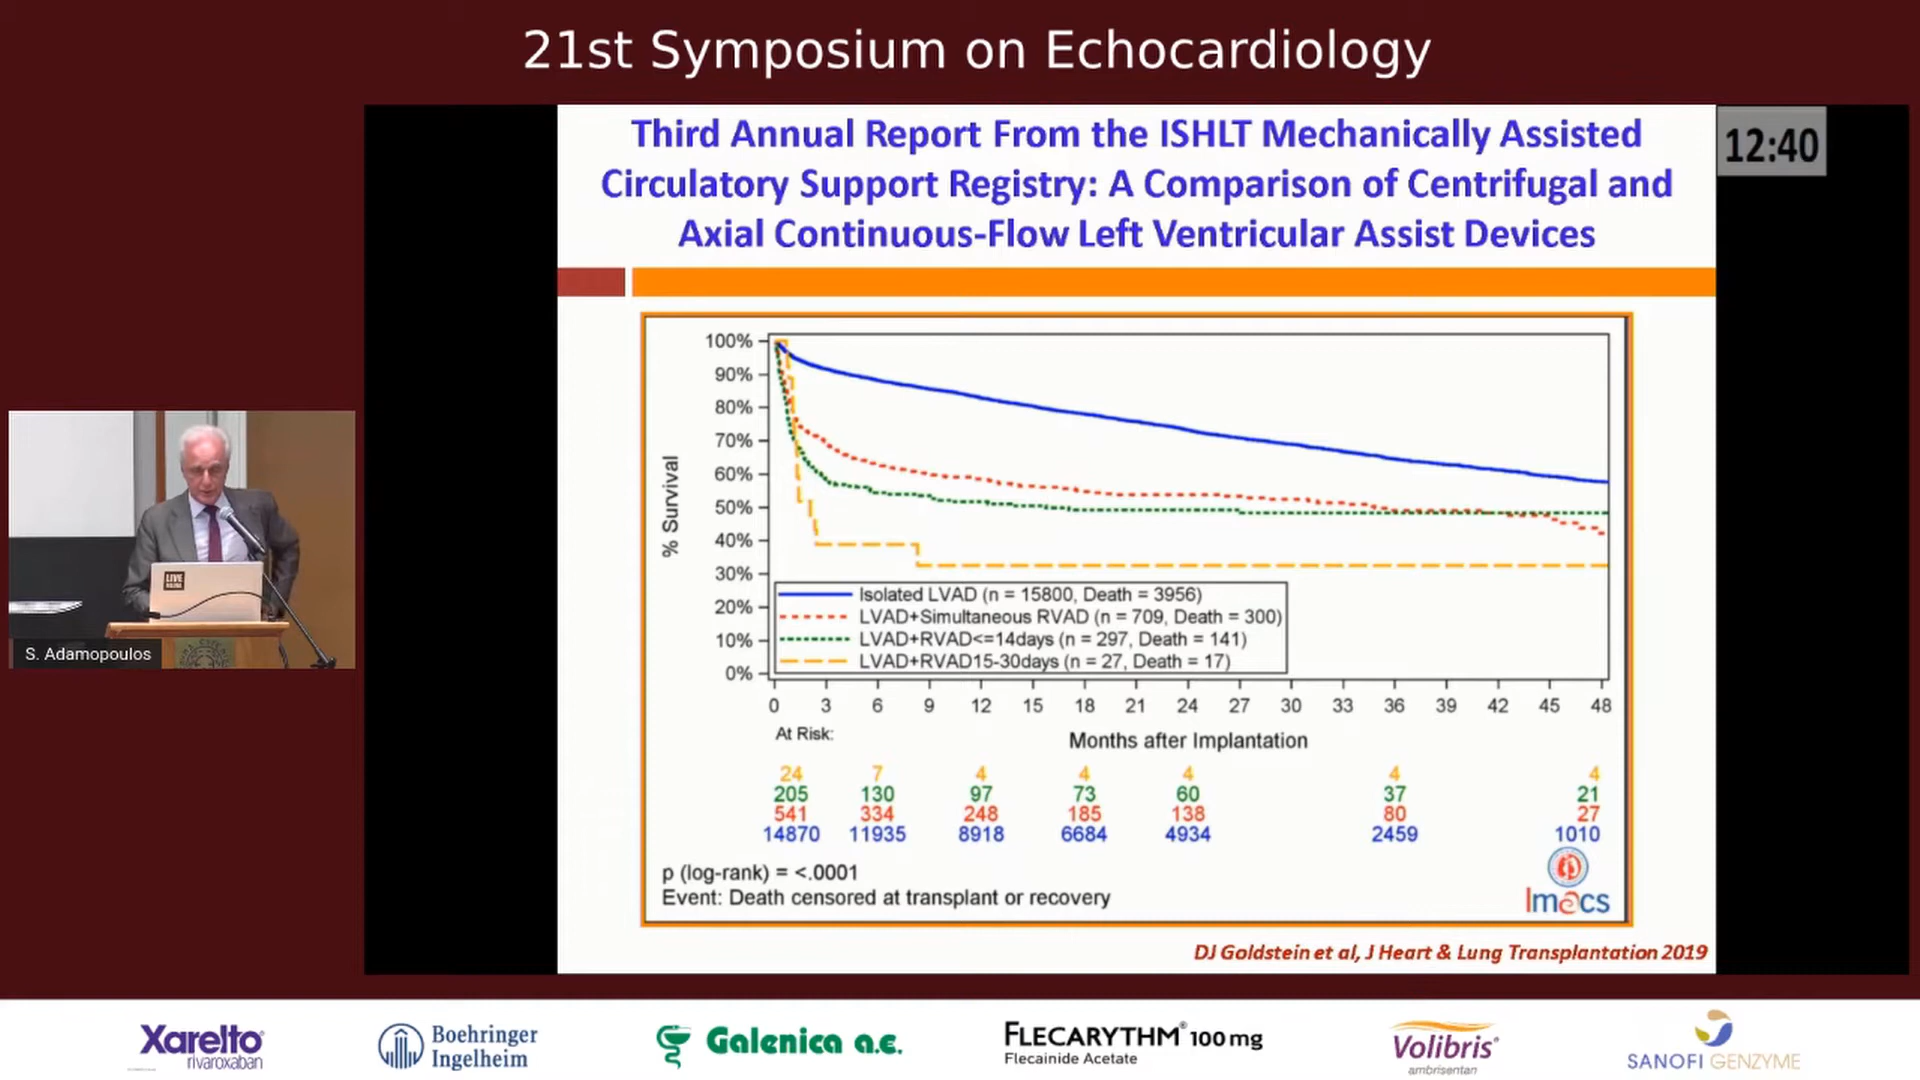 21st Symposium on Echocardiology
Third Annual Report From the ISHLT Mechanically Assisted
Circulatory Support Registry: A Comparison of Centrifugal and
Axial Continuous-Flow Left Ventricular Assist Devices
12:40
100%
90%
80%
70%
60%
50%
40%
30%
20%
10%
0%
% Survival
Isolated LVAD (n = 15800, Death = 3956)
LVAD+Simultaneous RVAD (n = 709, Death = 300)
LVAD+RVAD<=14days (n = 297, Death = 141)
LVAD+RVAD15-30days (n = 27, Death = 17)
0 3 6 9 12 15 18 21 24 27 30 33 36 39 42 45 48
At Risk:
Months after Implantation
24 7 4 4 4 4 4
205 130 97 73 60 37 21
541 334 248 185 138 80 27
14870 11935 8918 6684 4934 2459 1010
p (log-rank) = <.0001
Event: Death censored at transplant or recovery
Imacs
DJ Goldstein et al, J Heart & Lung Transplantation 2019
LIVE
S. Adamopoulos
Xarelto®
rivaroxaban
Boehringer
Ingelheim
Galenica a.e.
FLECARYTHM® 100 mg
Flecainide Acetate
Volibris®
ambrisentan
SANOFI GENZYME